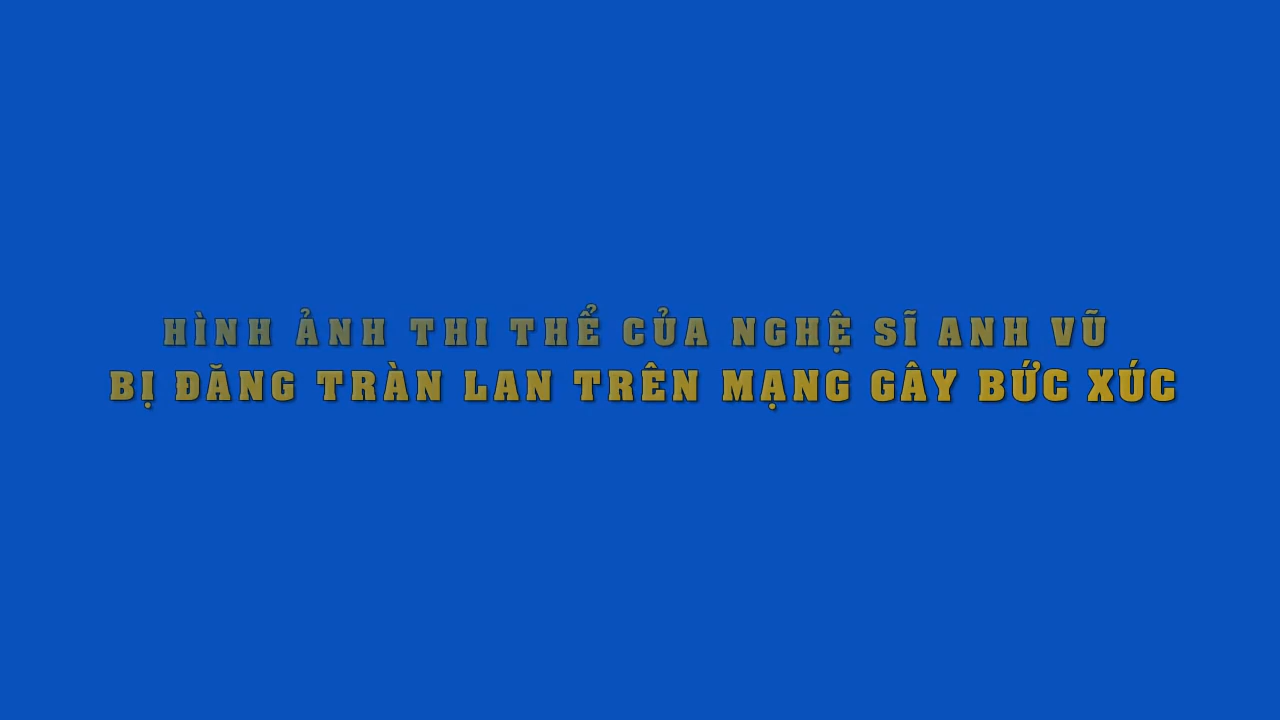 HÌNH ẢNH THI THỂ CỦA NGHỆ SĨ ANH VŨ
BỊ ĐĂNG TRÀN LAN TRÊN MẠNG GÂY BỨC XÚC